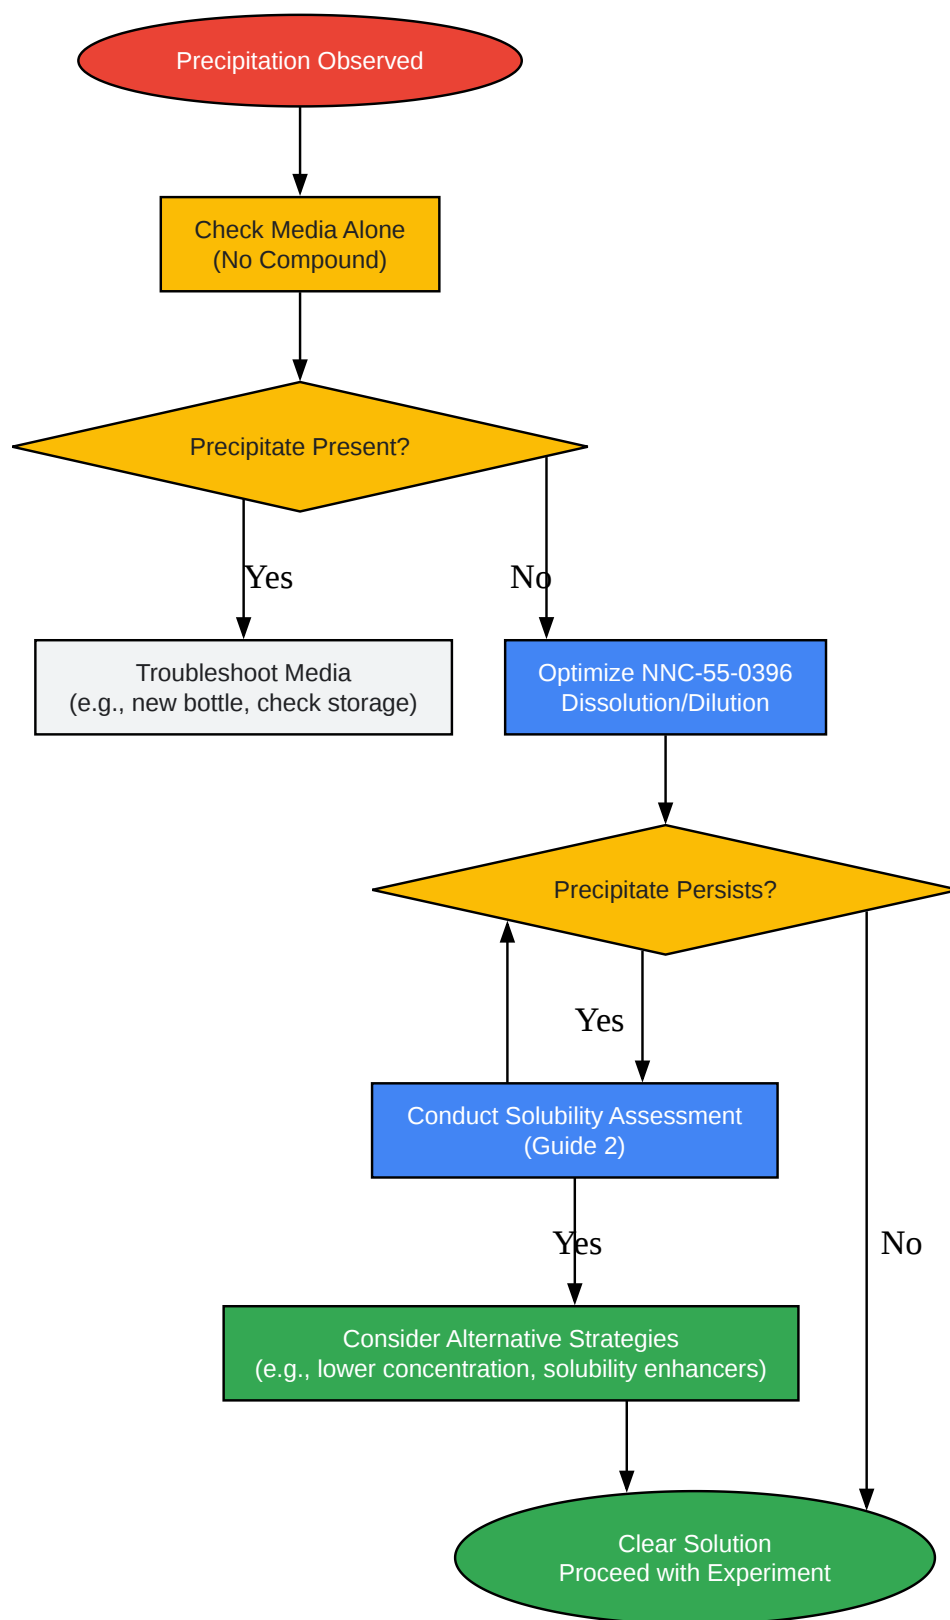 Precipitation Observed
Check Media Alone
(No Compound)
Precipitate Present?
Yes
No
Troubleshoot Media
(e.g., new bottle, check storage)
Optimize NNC-55-0396
Dissolution/Dilution
Precipitate Persists?
Yes
Conduct Solubility Assessment
(Guide 2)
Yes
No
Consider Alternative Strategies
(e.g., lower concentration, solubility enhancers)
Clear Solution
Proceed with Experiment